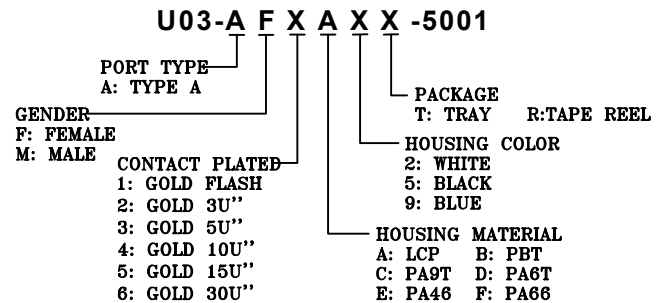 U03-A F X A X X -5001
PORT TYPE
A: TYPE A
GENDER
F: FEMALE
M: MALE
CONTACT PLATED
1: GOLD FLASH
2: GOLD 3U''
3: GOLD 5U''
4: GOLD 10U''
5: GOLD 15U''
6: GOLD 30U''
PACKAGE
T: TRAY R:TAPE REEL
HOUSING COLOR
2: WHITE
5: BLACK
9: BLUE
HOUSING MATERIAL
A: LCP B: PBT
C: PA9T D: PA6T
E: PA46 F: PA66